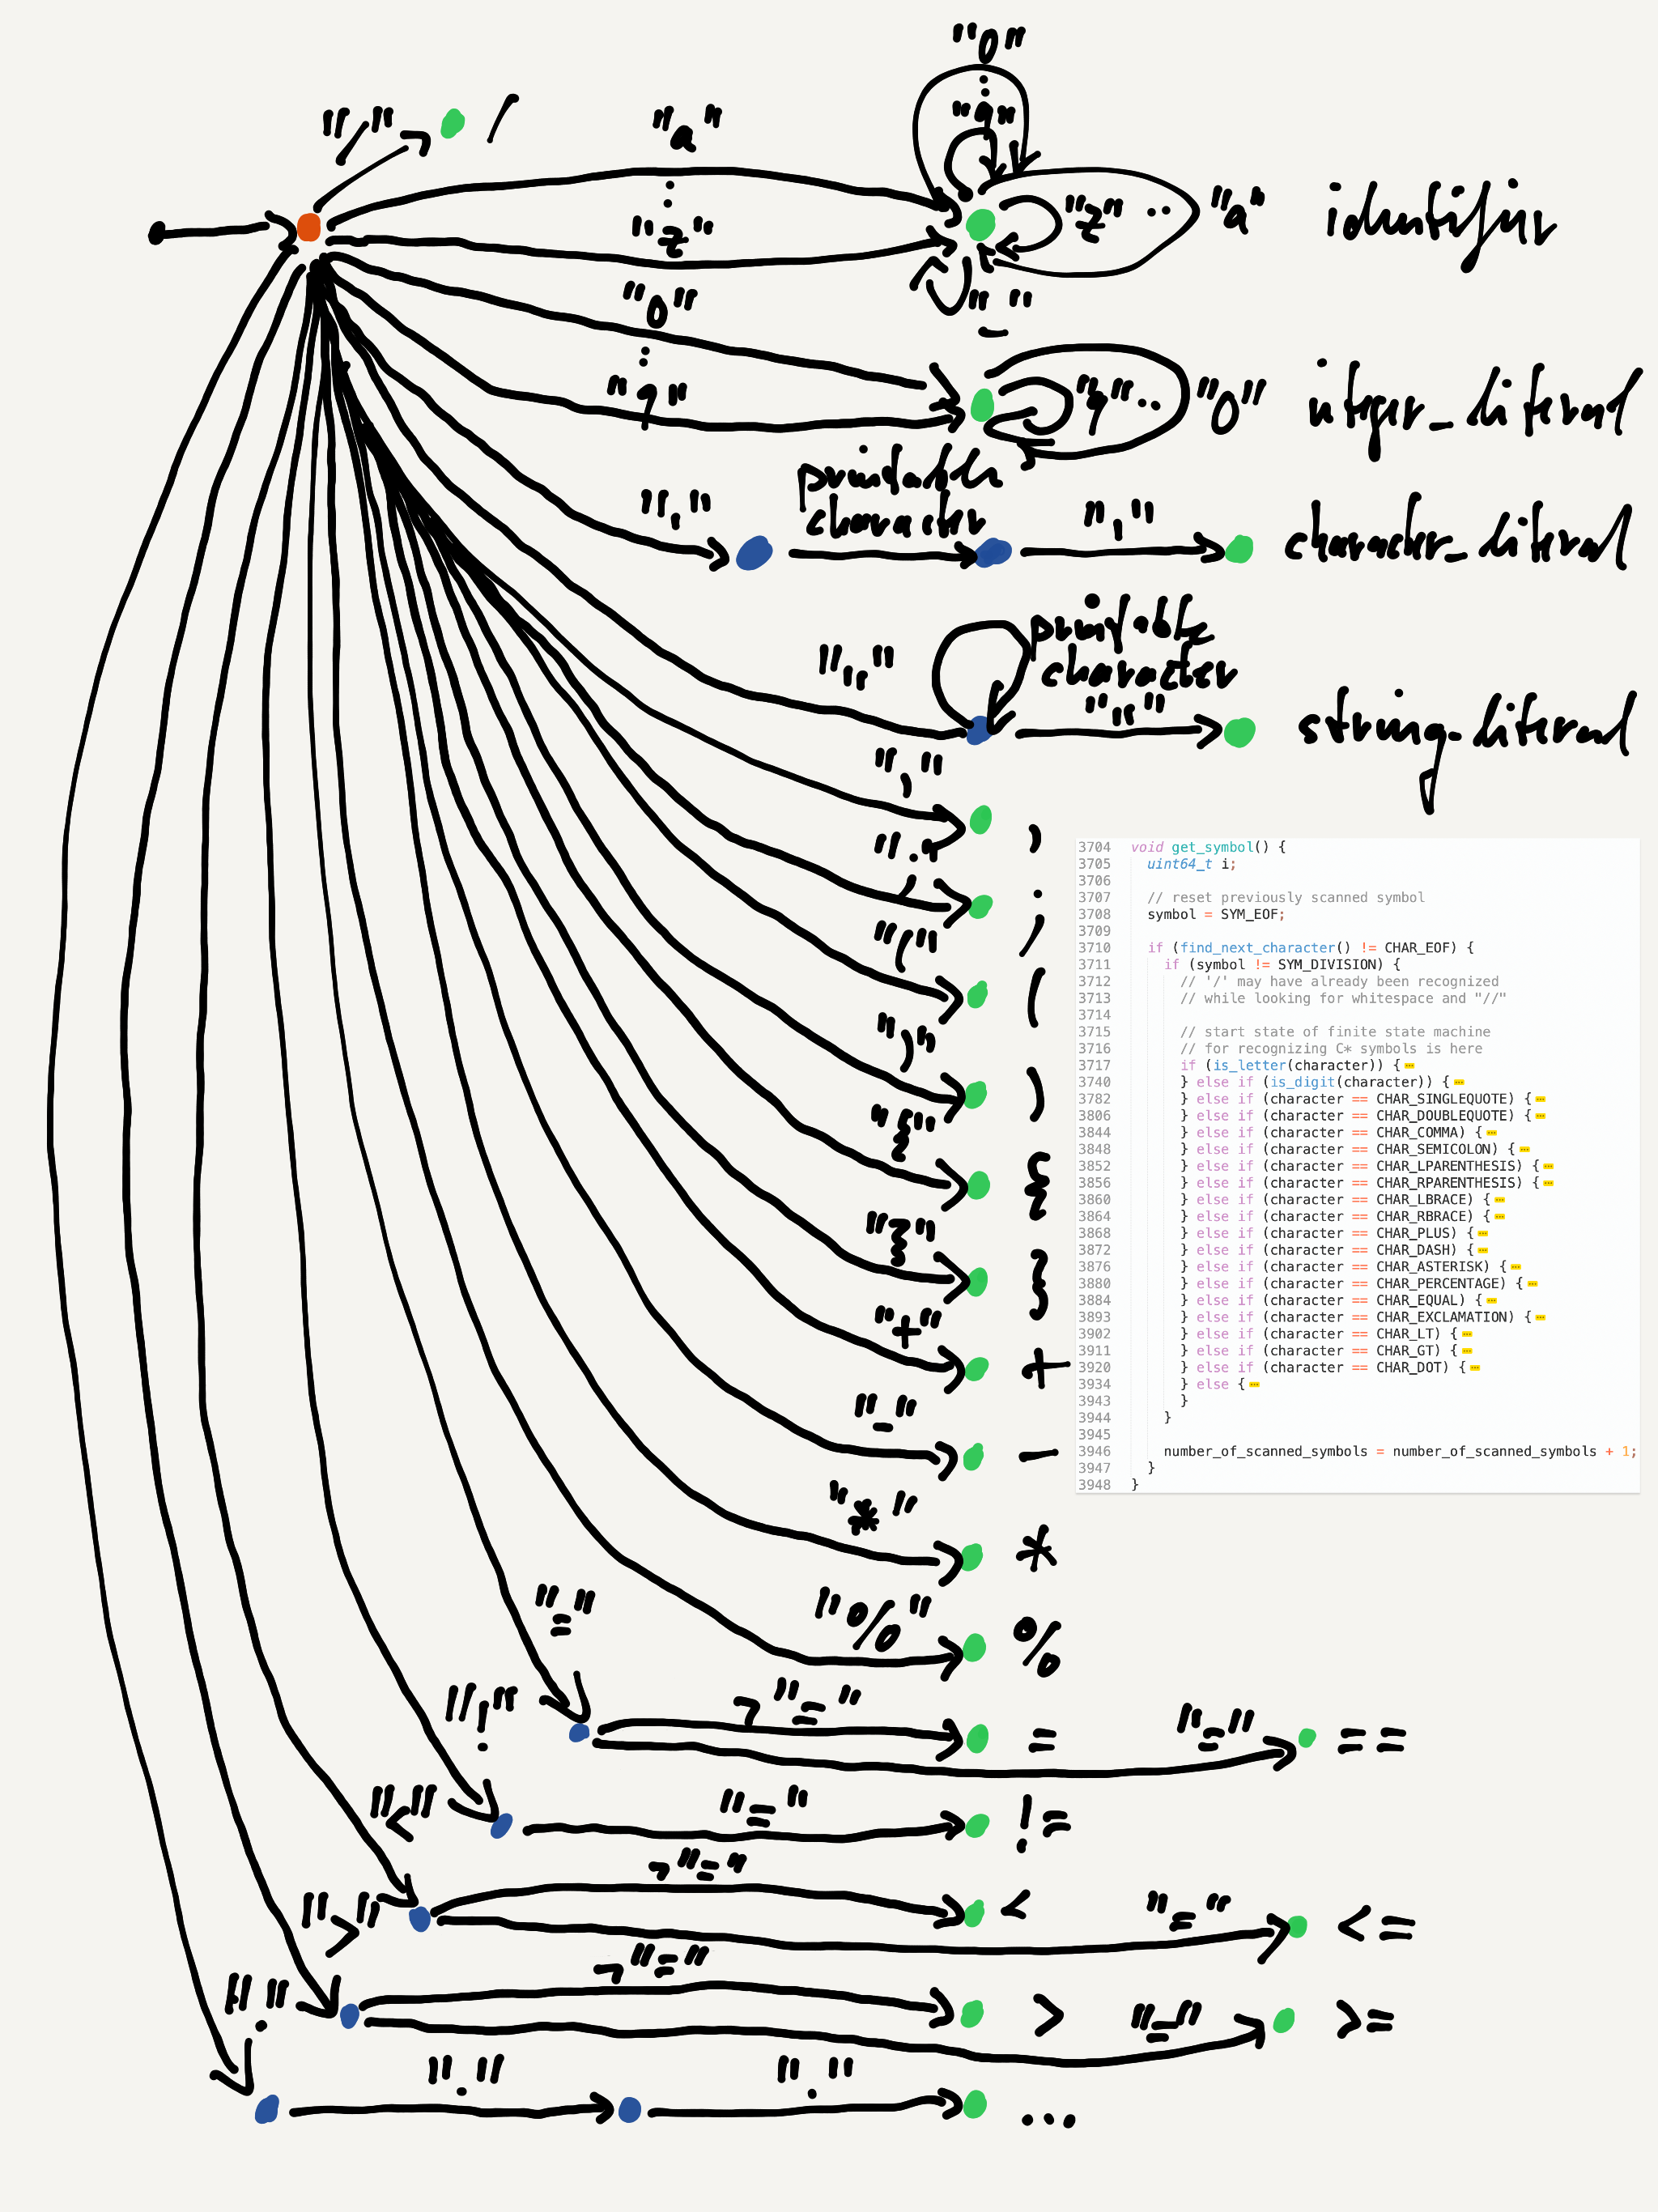 "/" /
"a"
⋮
"z"
"0"
⋮
"9"
"z" .. "a"
"_"
identifier
"0"
⋮
"9"
"9" .. "0"
integer_literal
"'"
printable
character
"'"
character_literal
"""
printable
character
"""
string_literal
","
,
";"
;
"("
(
")"
)
"{"
{
"}"
}
"+"
+
"-"
-
"*"
*
"%"
%
"="
¬"="
=
"="
==
"!"
"="
!=
"<"
¬"="
<
"="
<=
">"
¬"="
>
"="
>=
"."
"."
"."
...
3704 void get_symbol() {
3705 uint64_t i;
3706
3707 // reset previously scanned symbol
3708 symbol = SYM_EOF;
3709
3710 if (find_next_character() != CHAR_EOF) {
3711 if (symbol != SYM_DIVISION) {
3712 // '/' may have already been recognized
3713 // while looking for whitespace and "//"
3714
3715 // start state of finite state machine
3716 // for recognizing C* symbols is here
3717 if (is_letter(character)) {⋯
3740 } else if (is_digit(character)) {⋯
3782 } else if (character == CHAR_SINGLEQUOTE) {⋯
3806 } else if (character == CHAR_DOUBLEQUOTE) {⋯
3844 } else if (character == CHAR_COMMA) {⋯
3848 } else if (character == CHAR_SEMICOLON) {⋯
3852 } else if (character == CHAR_LPARENTHESIS) {⋯
3856 } else if (character == CHAR_RPARENTHESIS) {⋯
3860 } else if (character == CHAR_LBRACE) {⋯
3864 } else if (character == CHAR_RBRACE) {⋯
3868 } else if (character == CHAR_PLUS) {⋯
3872 } else if (character == CHAR_DASH) {⋯
3876 } else if (character == CHAR_ASTERISK) {⋯
3880 } else if (character == CHAR_PERCENTAGE) {⋯
3884 } else if (character == CHAR_EQUAL) {⋯
3893 } else if (character == CHAR_EXCLAMATION) {⋯
3902 } else if (character == CHAR_LT) {⋯
3911 } else if (character == CHAR_GT) {⋯
3920 } else if (character == CHAR_DOT) {⋯
3934 } else {⋯
3943 }
3944 }
3945
3946 number_of_scanned_symbols = number_of_scanned_symbols + 1;
3947 }
3948 }